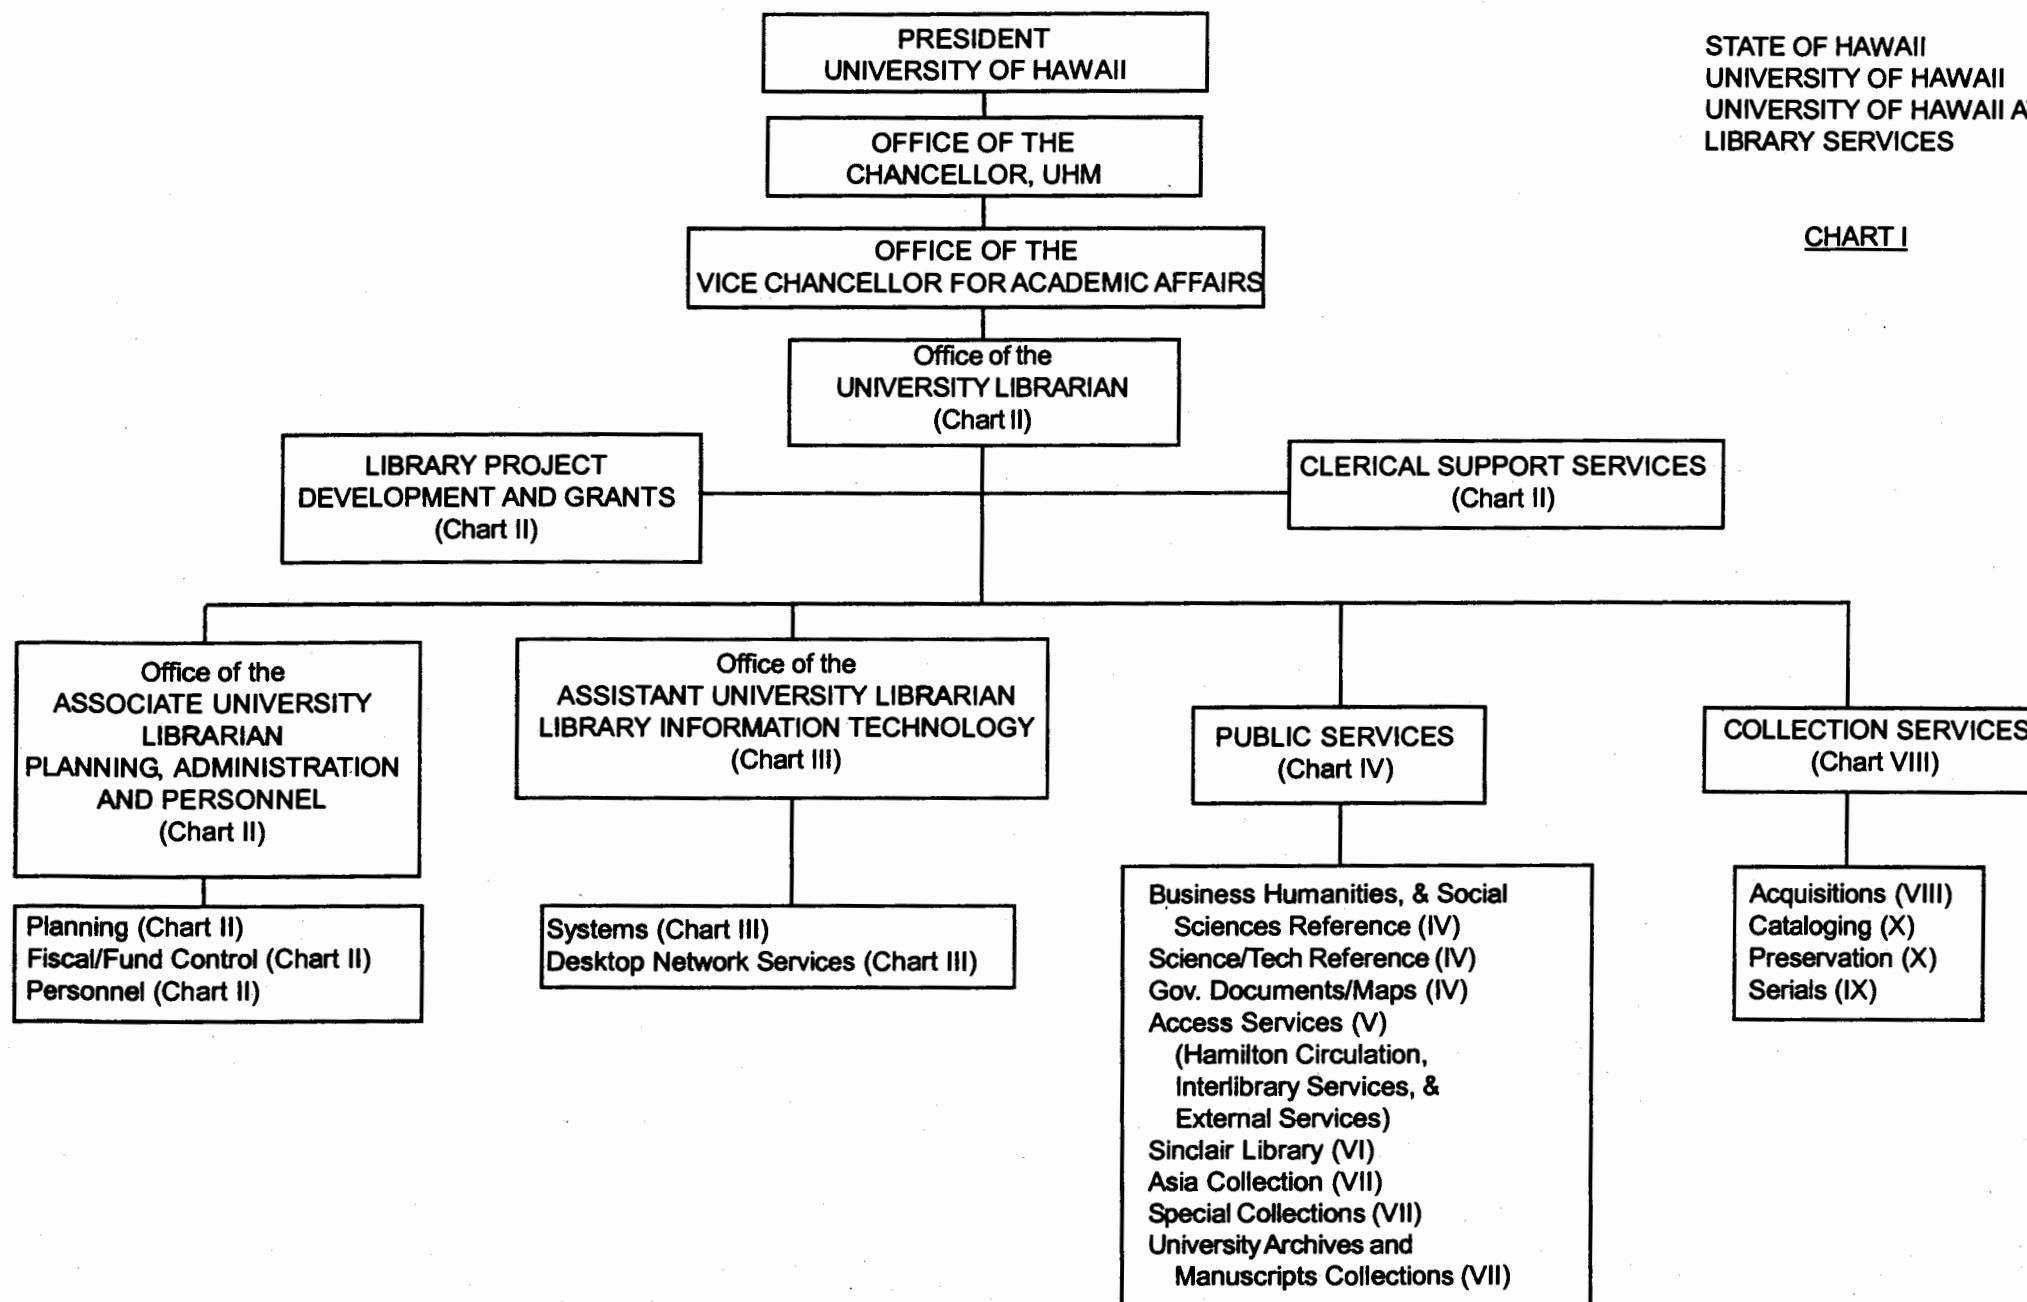 PRESIDENT
UNIVERSITY OF HAWAII
STATE OF HAWAII
UNIVERSITY OF HAWAII
UNIVERSITY OF HAWAII
LIBRARY SERVICES
CHART I
OFFICE OF THE
CHANCELLOR, UHM
OFFICE OF THE
VICE CHANCELLOR FOR ACADEMIC AFFAIRS
Office of the
UNIVERSITY LIBRARIAN
(Chart II)
LIBRARY PROJECT
DEVELOPMENT AND GRANTS
(Chart II)
CLERICAL SUPPORT SERVICES
(Chart II)
Office of the
ASSOCIATE UNIVERSITY
LIBRARIAN
PLANNING, ADMINISTRATION
AND PERSONNEL
(Chart II)
Office of the
ASSISTANT UNIVERSITY LIBRARIAN
LIBRARY INFORMATION TECHNOLOGY
(Chart III)
PUBLIC SERVICES
(Chart IV)
COLLECTION SERVICES
(Chart VIII)
Planning (Chart II)
Fiscal/Fund Control (Chart II)
Personnel (Chart II)
Systems (Chart III)
Desktop Network Services (Chart III)
Business Humanities, & Social
Sciences Reference (IV)
Science/Tech Reference (IV)
Gov. Documents/Maps (IV)
Access Services (V)
(Hamilton Circulation,
Interlibrary Services, &
External Services)
Sinclair Library (VI)
Asia Collection (VII)
Special Collections (VII)
University Archives and
Manuscripts Collections (VII)
Acquisitions (VIII)
Cataloging (X)
Preservation (X)
Serials (IX)